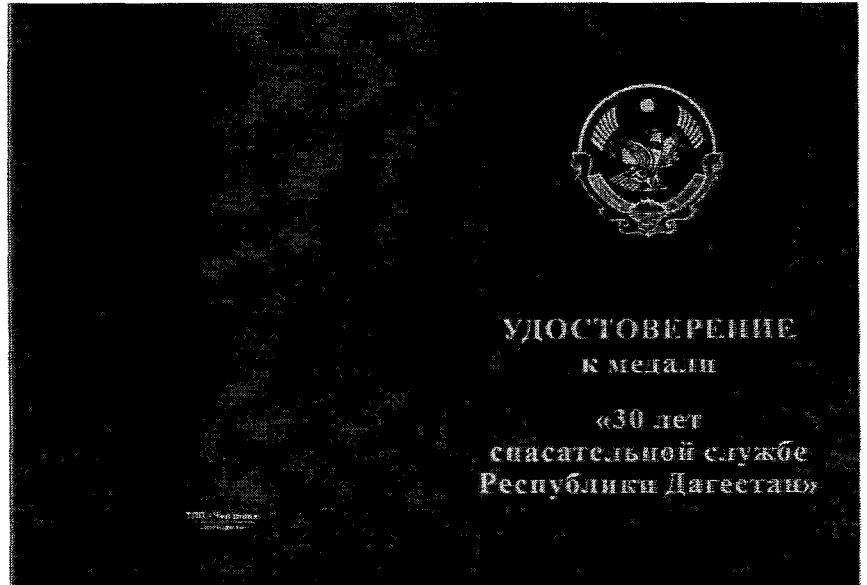 УДОСТОВЕРЕНИЕ
к медали
«30 лет
спасательной службе
Республики Дагестан»